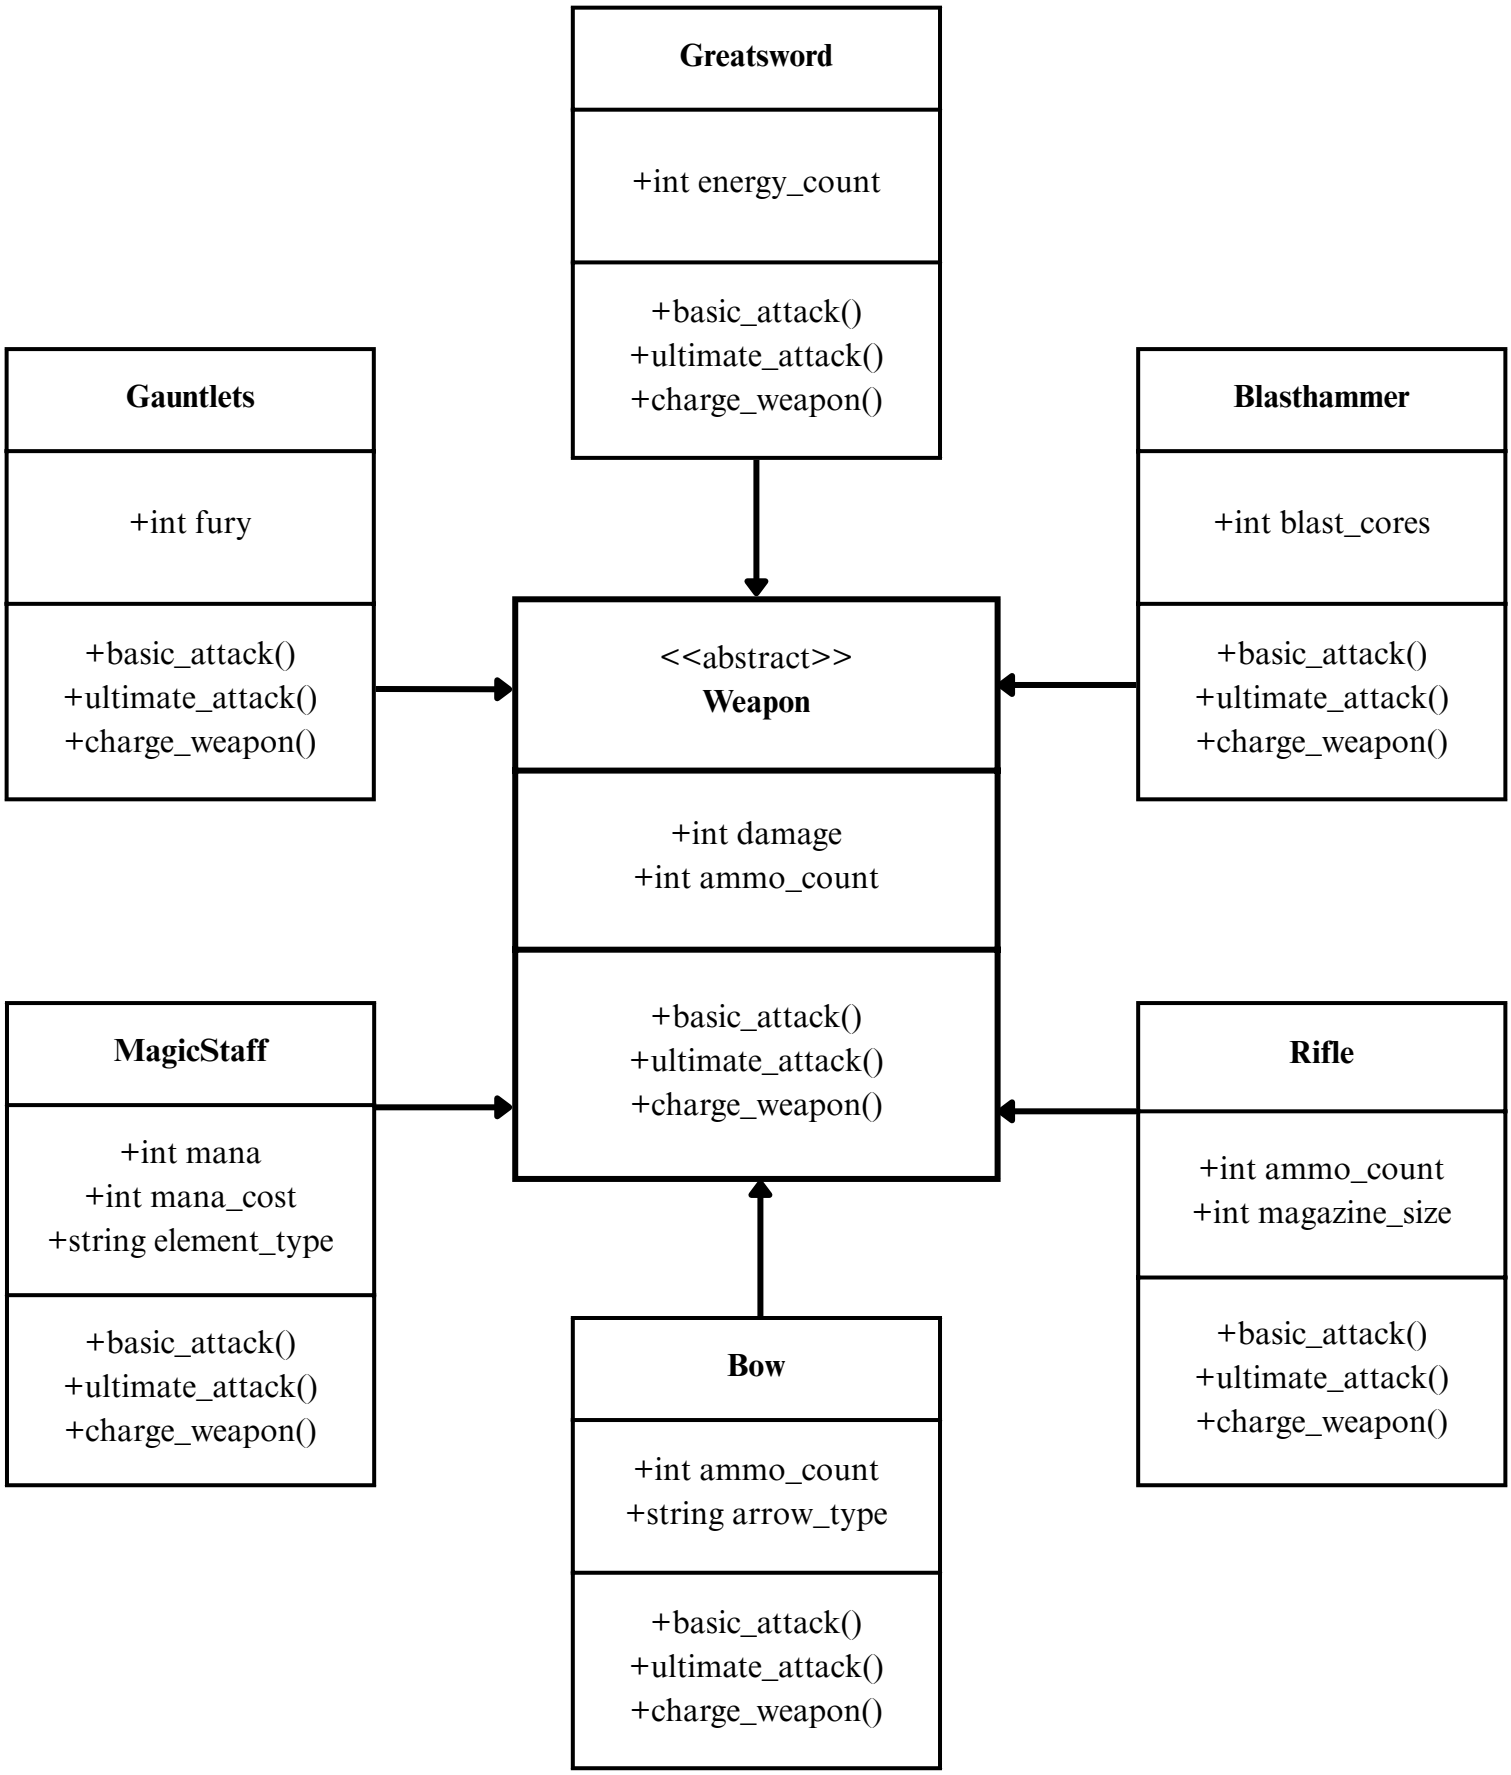 Greatsword
+int energy_count
+basic_attack()
+ultimate_attack()
+charge_weapon()
Gauntlets
+int fury
+basic_attack()
+ultimate_attack()
+charge_weapon()
Blasthammer
+int blast_cores
+basic_attack()
+ultimate_attack()
+charge_weapon()
<<abstract>>
Weapon
+int damage
+int ammo_count
+basic_attack()
+ultimate_attack()
+charge_weapon()
MagicStaff
+int mana
+int mana_cost
+string element_type
+basic_attack()
+ultimate_attack()
+charge_weapon()
Rifle
+int ammo_count
+int magazine_size
+basic_attack()
+ultimate_attack()
+charge_weapon()
Bow
+int ammo_count
+string arrow_type
+basic_attack()
+ultimate_attack()
+charge_weapon()